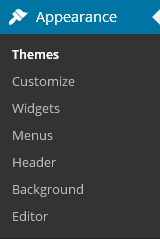 Appearance
Themes
Customize
Widgets
Menus
Header
Background
Editor